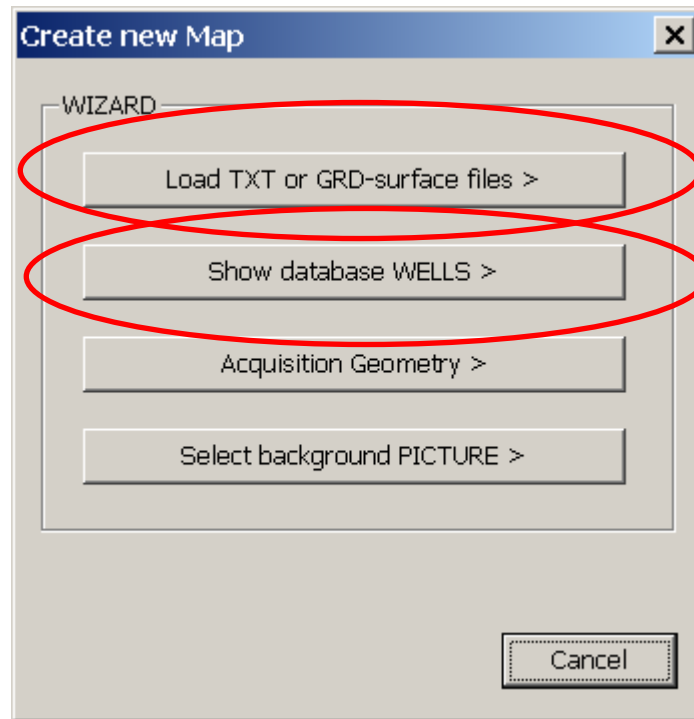 Create new Map
WIZARD
Load TXT or GRD-surface files >
Show database WELLS >
Acquisition Geometry >
Select background PICTURE >
Cancel